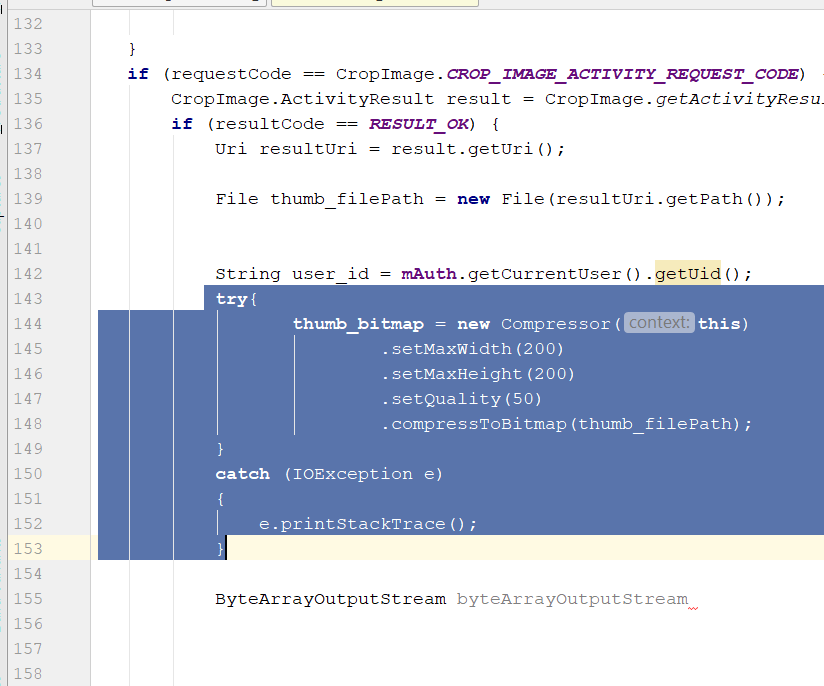 132
133 }
134 if (requestCode == CropImage.CROP_IMAGE_ACTIVITY_REQUEST_CODE) {
135 CropImage.ActivityResult result = CropImage.getActivityResu
136 if (resultCode == RESULT_OK) {
137 Uri resultUri = result.getUri();
138
139 File thumb_filePath = new File(resultUri.getPath());
140
141
142 String user_id = mAuth.getCurrentUser().getUid();
143 try{
144 thumb_bitmap = new Compressor( context: this)
145 .setMaxWidth(200)
146 .setMaxHeight(200)
147 .setQuality(50)
148 .compressToBitmap(thumb_filePath);
149 }
150 catch (IOException e)
151 {
152 e.printStackTrace();
153 }
154
155 ByteArrayOutputStream byteArrayOutputStream
156
157
158